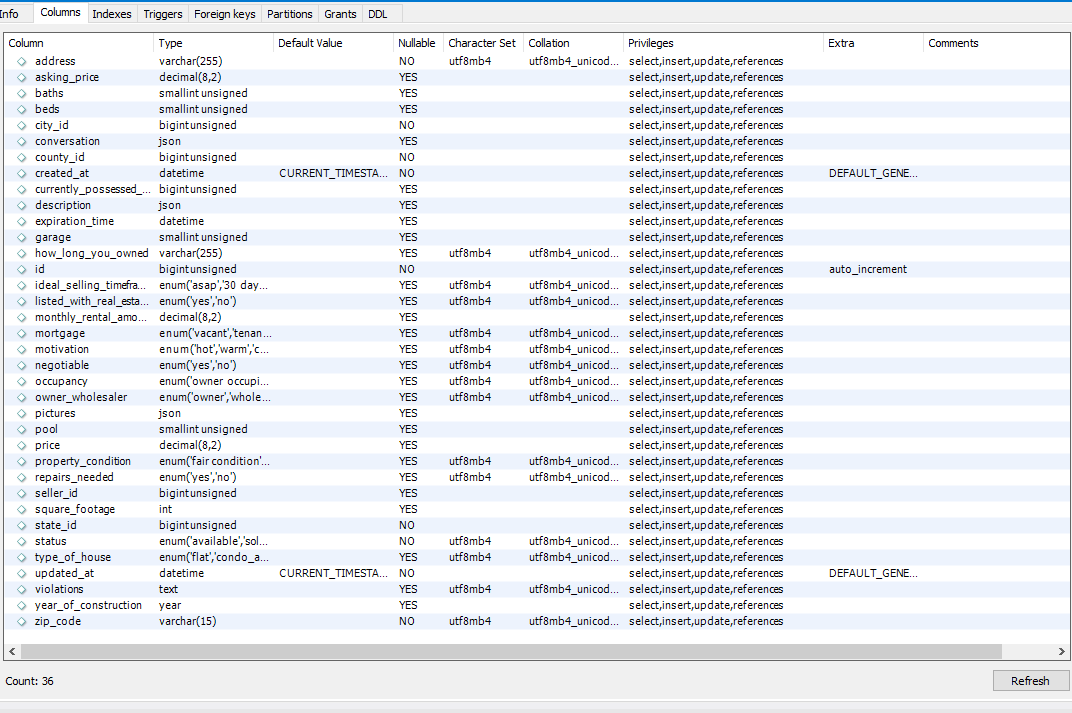 Info Columns Indexes Triggers Foreign keys Partitions Grants DDL
Column Type Default Value Nullable Character Set Collation Privileges Extra Comments
address varchar(255) NO utf8mb4 utf8mb4_unicod... select,insert,update,references
asking_price decimal(8,2) YES select,insert,update,references
baths smallint unsigned YES select,insert,update,references
beds smallint unsigned YES select,insert,update,references
city_id bigint unsigned NO select,insert,update,references
conversation json YES select,insert,update,references
county_id bigint unsigned NO select,insert,update,references
created_at datetime CURRENT_TIMESTA... NO select,insert,update,references DEFAULT_GENE...
currently_possessed_... bigint unsigned YES select,insert,update,references
description json YES select,insert,update,references
expiration_time datetime YES select,insert,update,references
garage smallint unsigned YES select,insert,update,references
how_long_you_owned varchar(255) YES utf8mb4 utf8mb4_unicod... select,insert,update,references
id bigint unsigned NO select,insert,update,references auto_increment
ideal_selling_timefra... enum('asap','30 day... YES utf8mb4 utf8mb4_unicod... select,insert,update,references
listed_with_real_esta... enum('yes','no') YES utf8mb4 utf8mb4_unicod... select,insert,update,references
monthly_rental_amo... decimal(8,2) YES select,insert,update,references
mortgage enum('vacant','tenan... YES utf8mb4 utf8mb4_unicod... select,insert,update,references
motivation enum('hot','warm','c... YES utf8mb4 utf8mb4_unicod... select,insert,update,references
negotiable enum('yes','no') YES utf8mb4 utf8mb4_unicod... select,insert,update,references
occupancy enum('owner occupi... YES utf8mb4 utf8mb4_unicod... select,insert,update,references
owner_wholesaler enum('owner','whole... YES utf8mb4 utf8mb4_unicod... select,insert,update,references
pictures json YES select,insert,update,references
pool smallint unsigned YES select,insert,update,references
price decimal(8,2) YES select,insert,update,references
property_condition enum('fair condition'... YES utf8mb4 utf8mb4_unicod... select,insert,update,references
repairs_needed enum('yes','no') YES utf8mb4 utf8mb4_unicod... select,insert,update,references
seller_id bigint unsigned YES select,insert,update,references
square_footage int YES select,insert,update,references
state_id bigint unsigned NO select,insert,update,references
status enum('available','sol... NO utf8mb4 utf8mb4_unicod... select,insert,update,references
type_of_house enum('flat','condo_a... YES utf8mb4 utf8mb4_unicod... select,insert,update,references
updated_at datetime CURRENT_TIMESTA... NO select,insert,update,references DEFAULT_GENE...
violations text YES utf8mb4 utf8mb4_unicod... select,insert,update,references
year_of_construction year YES select,insert,update,references
zip_code varchar(15) NO utf8mb4 utf8mb4_unicod... select,insert,update,references
Count: 36 Refresh